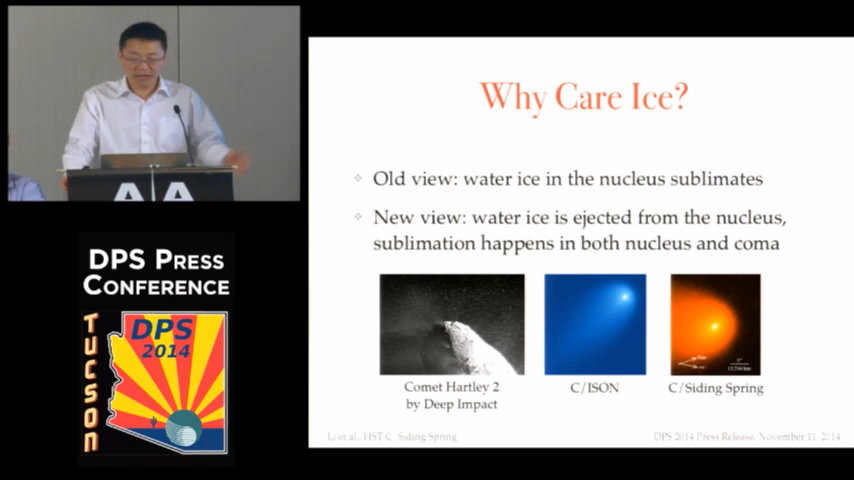 Why Care Ice?
Old view: water ice in the nucleus sublimates
New view: water ice is ejected from the nucleus,
sublimation happens in both nucleus and coma
Comet Hartley 2
by Deep Impact
C/ISON
C/Siding Spring
Li et al., HST C/Siding Spring
DPS 2014 Press Release, November 11, 2014
DPS PRESS
CONFERENCE
TUCSON
DPS
2014